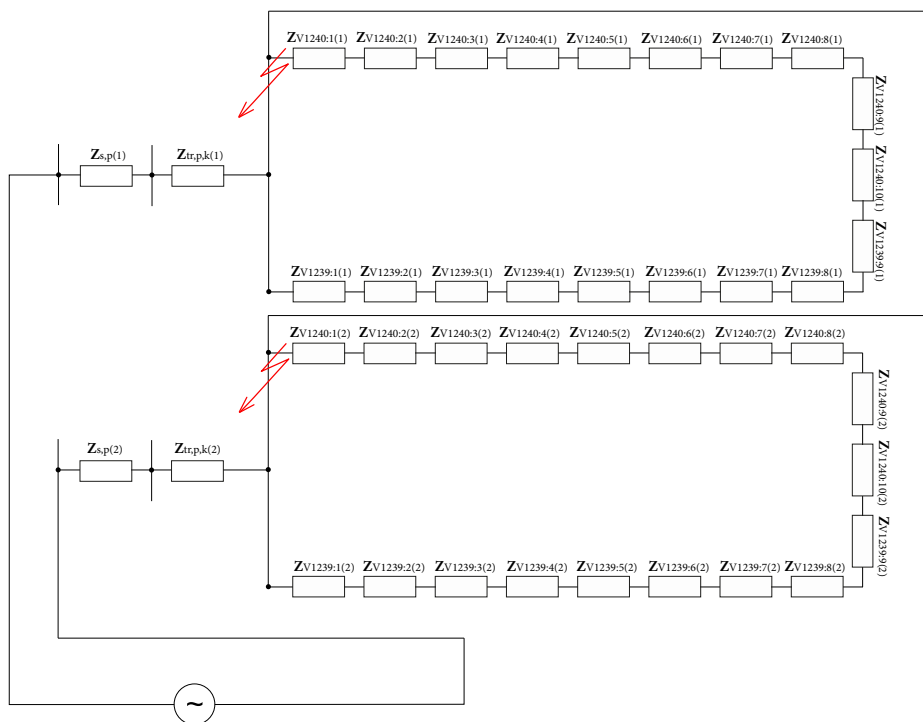 ZV1240:1(1) ZV1240:2(1) ZV1240:3(1) ZV1240:4(1) ZV1240:5(1) ZV1240:6(1) ZV1240:7(1) ZV1240:8(1)
ZV1240:9(1)
Zs,p(1) Ztr,p,k(1)
ZV1240:10(1)
ZV1239:9(1)
ZV1239:1(1) ZV1239:2(1) ZV1239:3(1) ZV1239:4(1) ZV1239:5(1) ZV1239:6(1) ZV1239:7(1) ZV1239:8(1)
ZV1240:1(2) ZV1240:2(2) ZV1240:3(2) ZV1240:4(2) ZV1240:5(2) ZV1240:6(2) ZV1240:7(2) ZV1240:8(2)
ZV1240:9(2)
Zs,p(2) Ztr,p,k(2)
ZV1240:10(2)
ZV1239:9(2)
ZV1239:1(2) ZV1239:2(2) ZV1239:3(2) ZV1239:4(2) ZV1239:5(2) ZV1239:6(2) ZV1239:7(2) ZV1239:8(2)
~